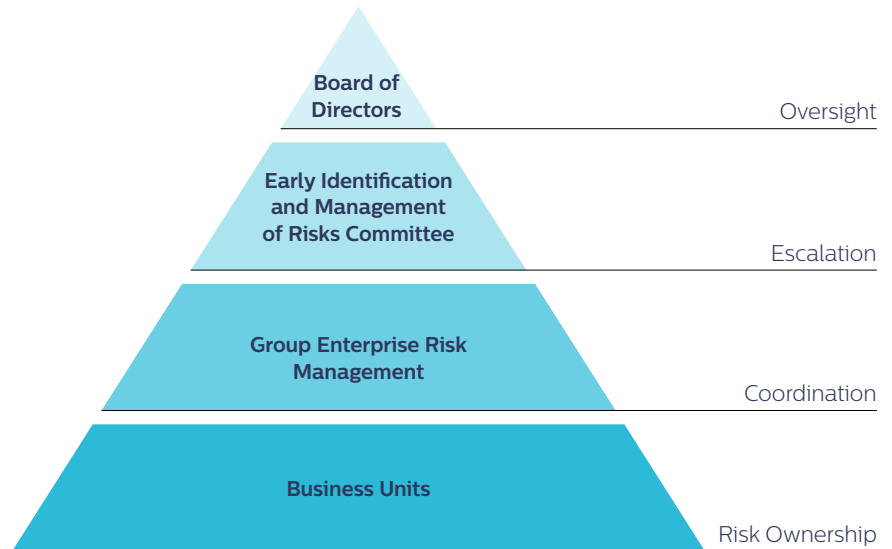 Board of
Directors
Oversight
Early Identification
and Management
of Risks Committee
Escalation
Group Enterprise Risk
Management
Coordination
Business Units
Risk Ownership